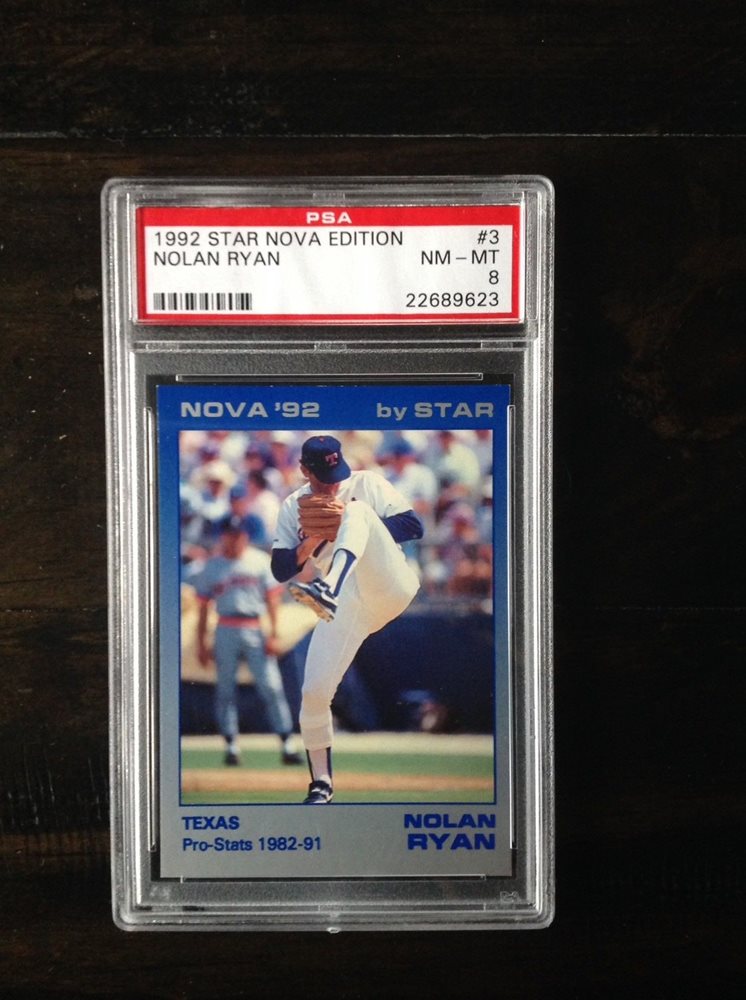 PSA
1992 STAR NOVA EDITION #3
NOLAN RYAN NM-MT
8
22689623
NOVA '92 by STAR
T
TEXAS NOLAN
Pro-Stats 1982-91 RYAN